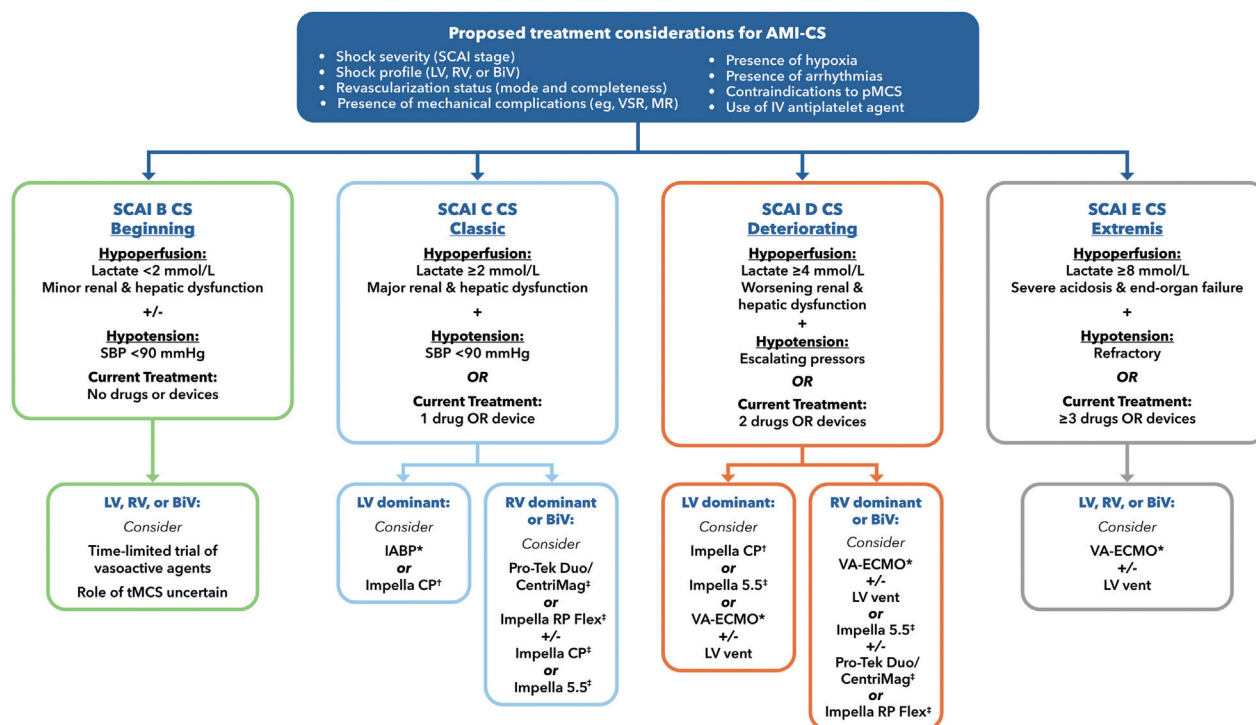 Proposed treatment considerations for AMI-CS
• Shock severity (SCAI stage)
• Shock profile (LV, RV, or BiV)
• Revascularization status (mode and completeness)
• Presence of mechanical complications (eg, VSR, MR)
• Presence of hypoxia
• Presence of arrhythmias
• Contraindications to pMCS
• Use of IV antiplatelet agent
SCAI B CS
Beginning
Hypoperfusion:
Lactate <2 mmol/L
Minor renal & hepatic dysfunction
+/-
Hypotension:
SBP <90 mmHg
Current Treatment:
No drugs or devices
LV, RV, or BiV:
Consider
Time-limited trial of
vasoactive agents
Role of tMCS uncertain
SCAI C CS
Classic
Hypoperfusion:
Lactate ≥2 mmol/L
Major renal & hepatic dysfunction
+
Hypotension:
SBP <90 mmHg
OR
Current Treatment:
1 drug OR device
LV dominant:
Consider
IABP*
or
Impella CP†
RV dominant
or BiV:
Consider
Pro-Tek Duo/
CentriMag‡
or
Impella RP Flex‡
+/-
Impella CP‡
or
Impella 5.5‡
SCAI D CS
Deteriorating
Hypoperfusion:
Lactate ≥4 mmol/L
Worsening renal &
hepatic dysfunction
+
Hypotension:
Escalating pressors
OR
Current Treatment:
2 drugs OR devices
LV dominant:
Consider
Impella CP†
or
Impella 5.5‡
or
VA-ECMO*
+/-
LV vent
RV dominant
or BiV:
Consider
VA-ECMO*
+/-
LV vent
or
Impella 5.5‡
+/-
Pro-Tek Duo/
CentriMag‡
or
Impella RP Flex‡
SCAI E CS
Extremis
Hypoperfusion:
Lactate ≥8 mmol/L
Severe acidosis & end-organ failure
+
Hypotension:
Refractory
OR
Current Treatment:
≥3 drugs OR devices
LV, RV, or BiV:
Consider
VA-ECMO*
+/-
LV vent